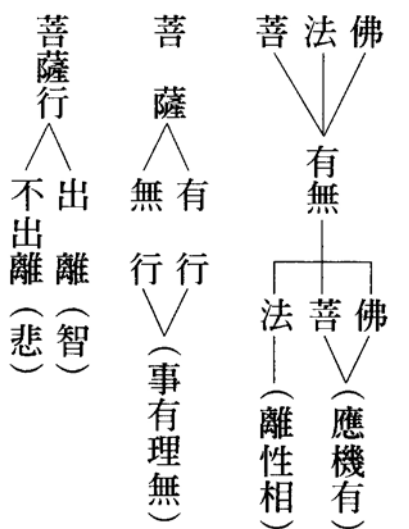 佛
法
菩
有無
佛
菩
法
（應機有）
（離性相）
菩薩
有行
無行
（事有理無）
菩薩行
出離（智）
不出離（悲）